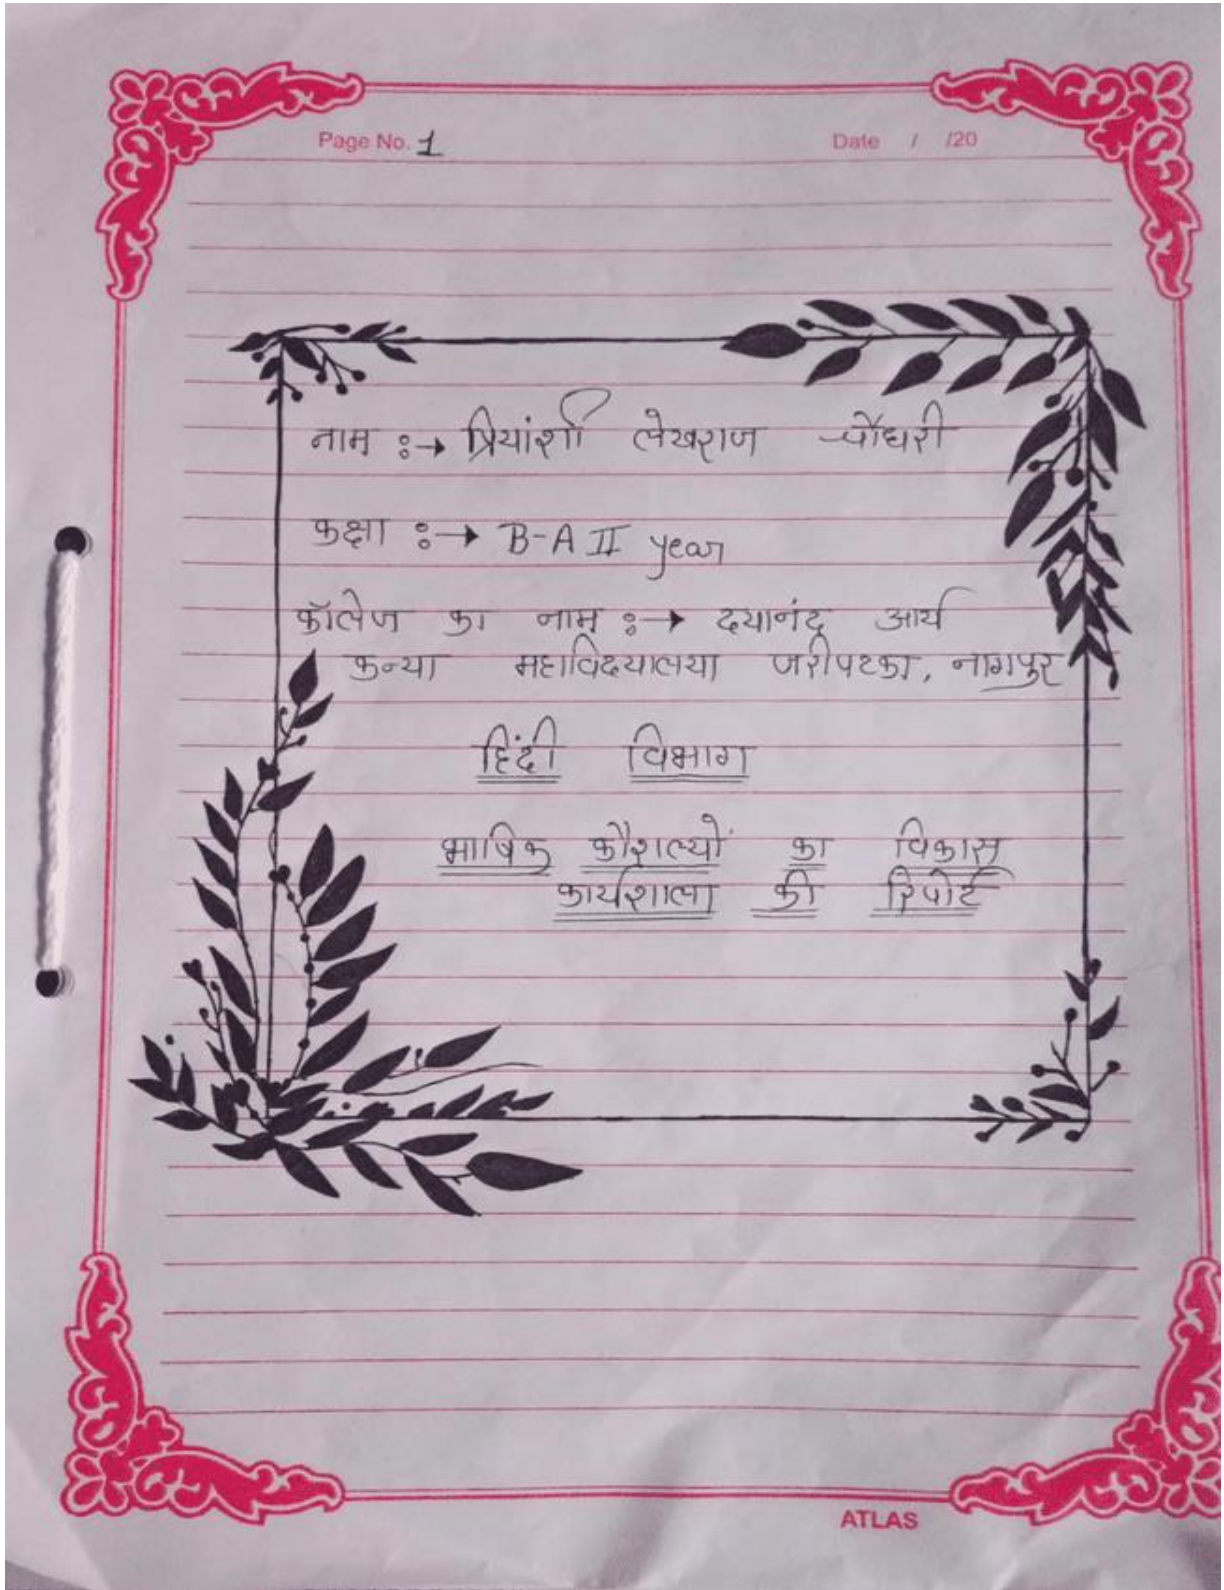 Page No. 1 Date / /20
नाम :→ प्रियांशी लेखराज चौधरी
कक्षा :→ B-A II year
कॉलेज का नाम :→ दयानंद आर्य
कन्या महाविदयालया जरीपटका, नागपुर
हिंदी विभाग
भाषिक कौशल्यों का विकास
कार्यशाला की रिपोर्ट
ATLAS